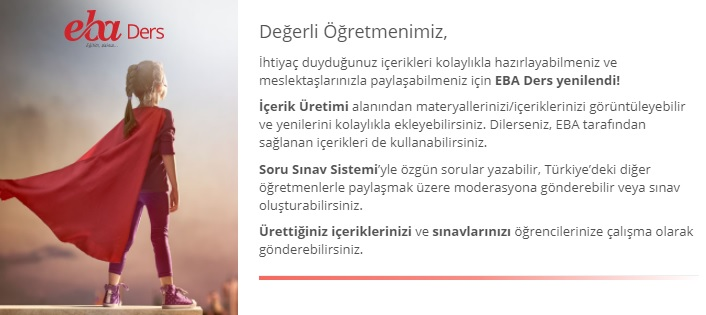 eba Ders
Değerli Öğretmenimiz,
İhtiyaç duyduğunuz içerikleri kolaylıkla hazırlayabilmeniz ve
meslektaşlarınızla paylaşabilmeniz için EBA Ders yenilendi!
İçerik Üretimi alanından materyallerinizi/içeriklerinizi görüntüleyebilir
ve yenilerini kolaylıkla ekleyebilirsiniz. Dilerseniz, EBA tarafından
sağlanan içerikleri de kullanabilirsiniz.
Soru Sınav Sistemi'yle özgün sorular yazabilir, Türkiye'deki diğer
öğretmenlerle paylaşmak üzere moderasyona gönderebilir veya sınav
oluşturabilirsiniz.
Ürettiğiniz içeriklerinizi ve sınavlarınızı öğrencilerinize çalışma olarak
gönderebilirsiniz.